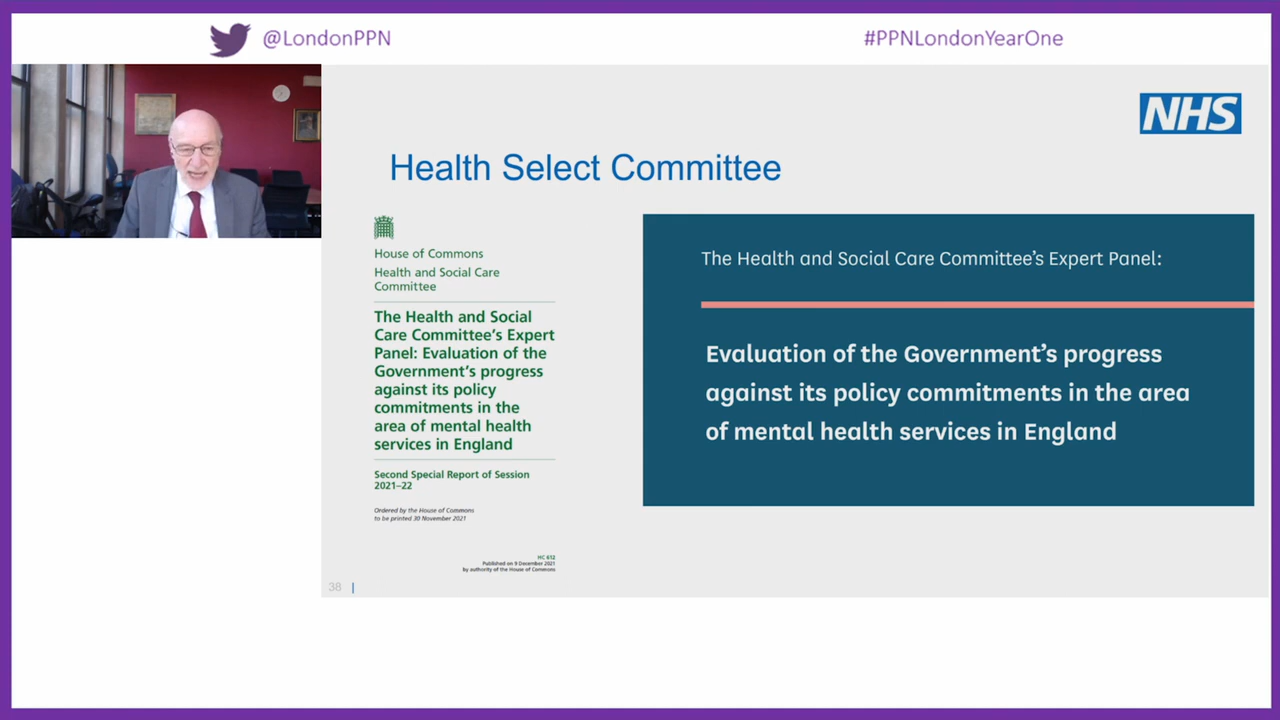 @LondonPPN
#PPNLondonYearOne
NHS
Health Select Committee
House of Commons
Health and Social Care
Committee
The Health and Social
Care Committee's Expert
Panel: Evaluation of the
Government's progress
against its policy
commitments in the
area of mental health
services in England
Second Special Report of Session
2021–22
Ordered by the House of Commons
to be printed 30 November 2021
HC 612
Published on 9 December 2021
by authority of the House of Commons
The Health and Social Care Committee's Expert Panel:
Evaluation of the Government's progress
against its policy commitments in the area
of mental health services in England
38